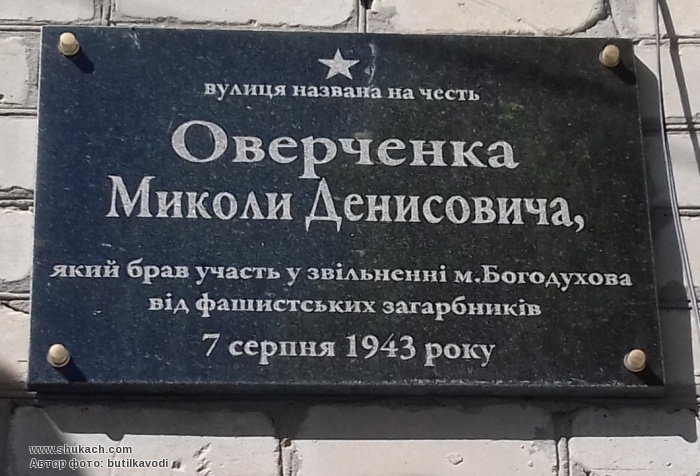 вулиця названа на честь
Оверченка
Миколи Денисовича,
який брав участь у звільненні м.Богодухова
від фашистських загарбників
7 серпня 1943 року
www.shukach.com
Автор фото: butilkavodi